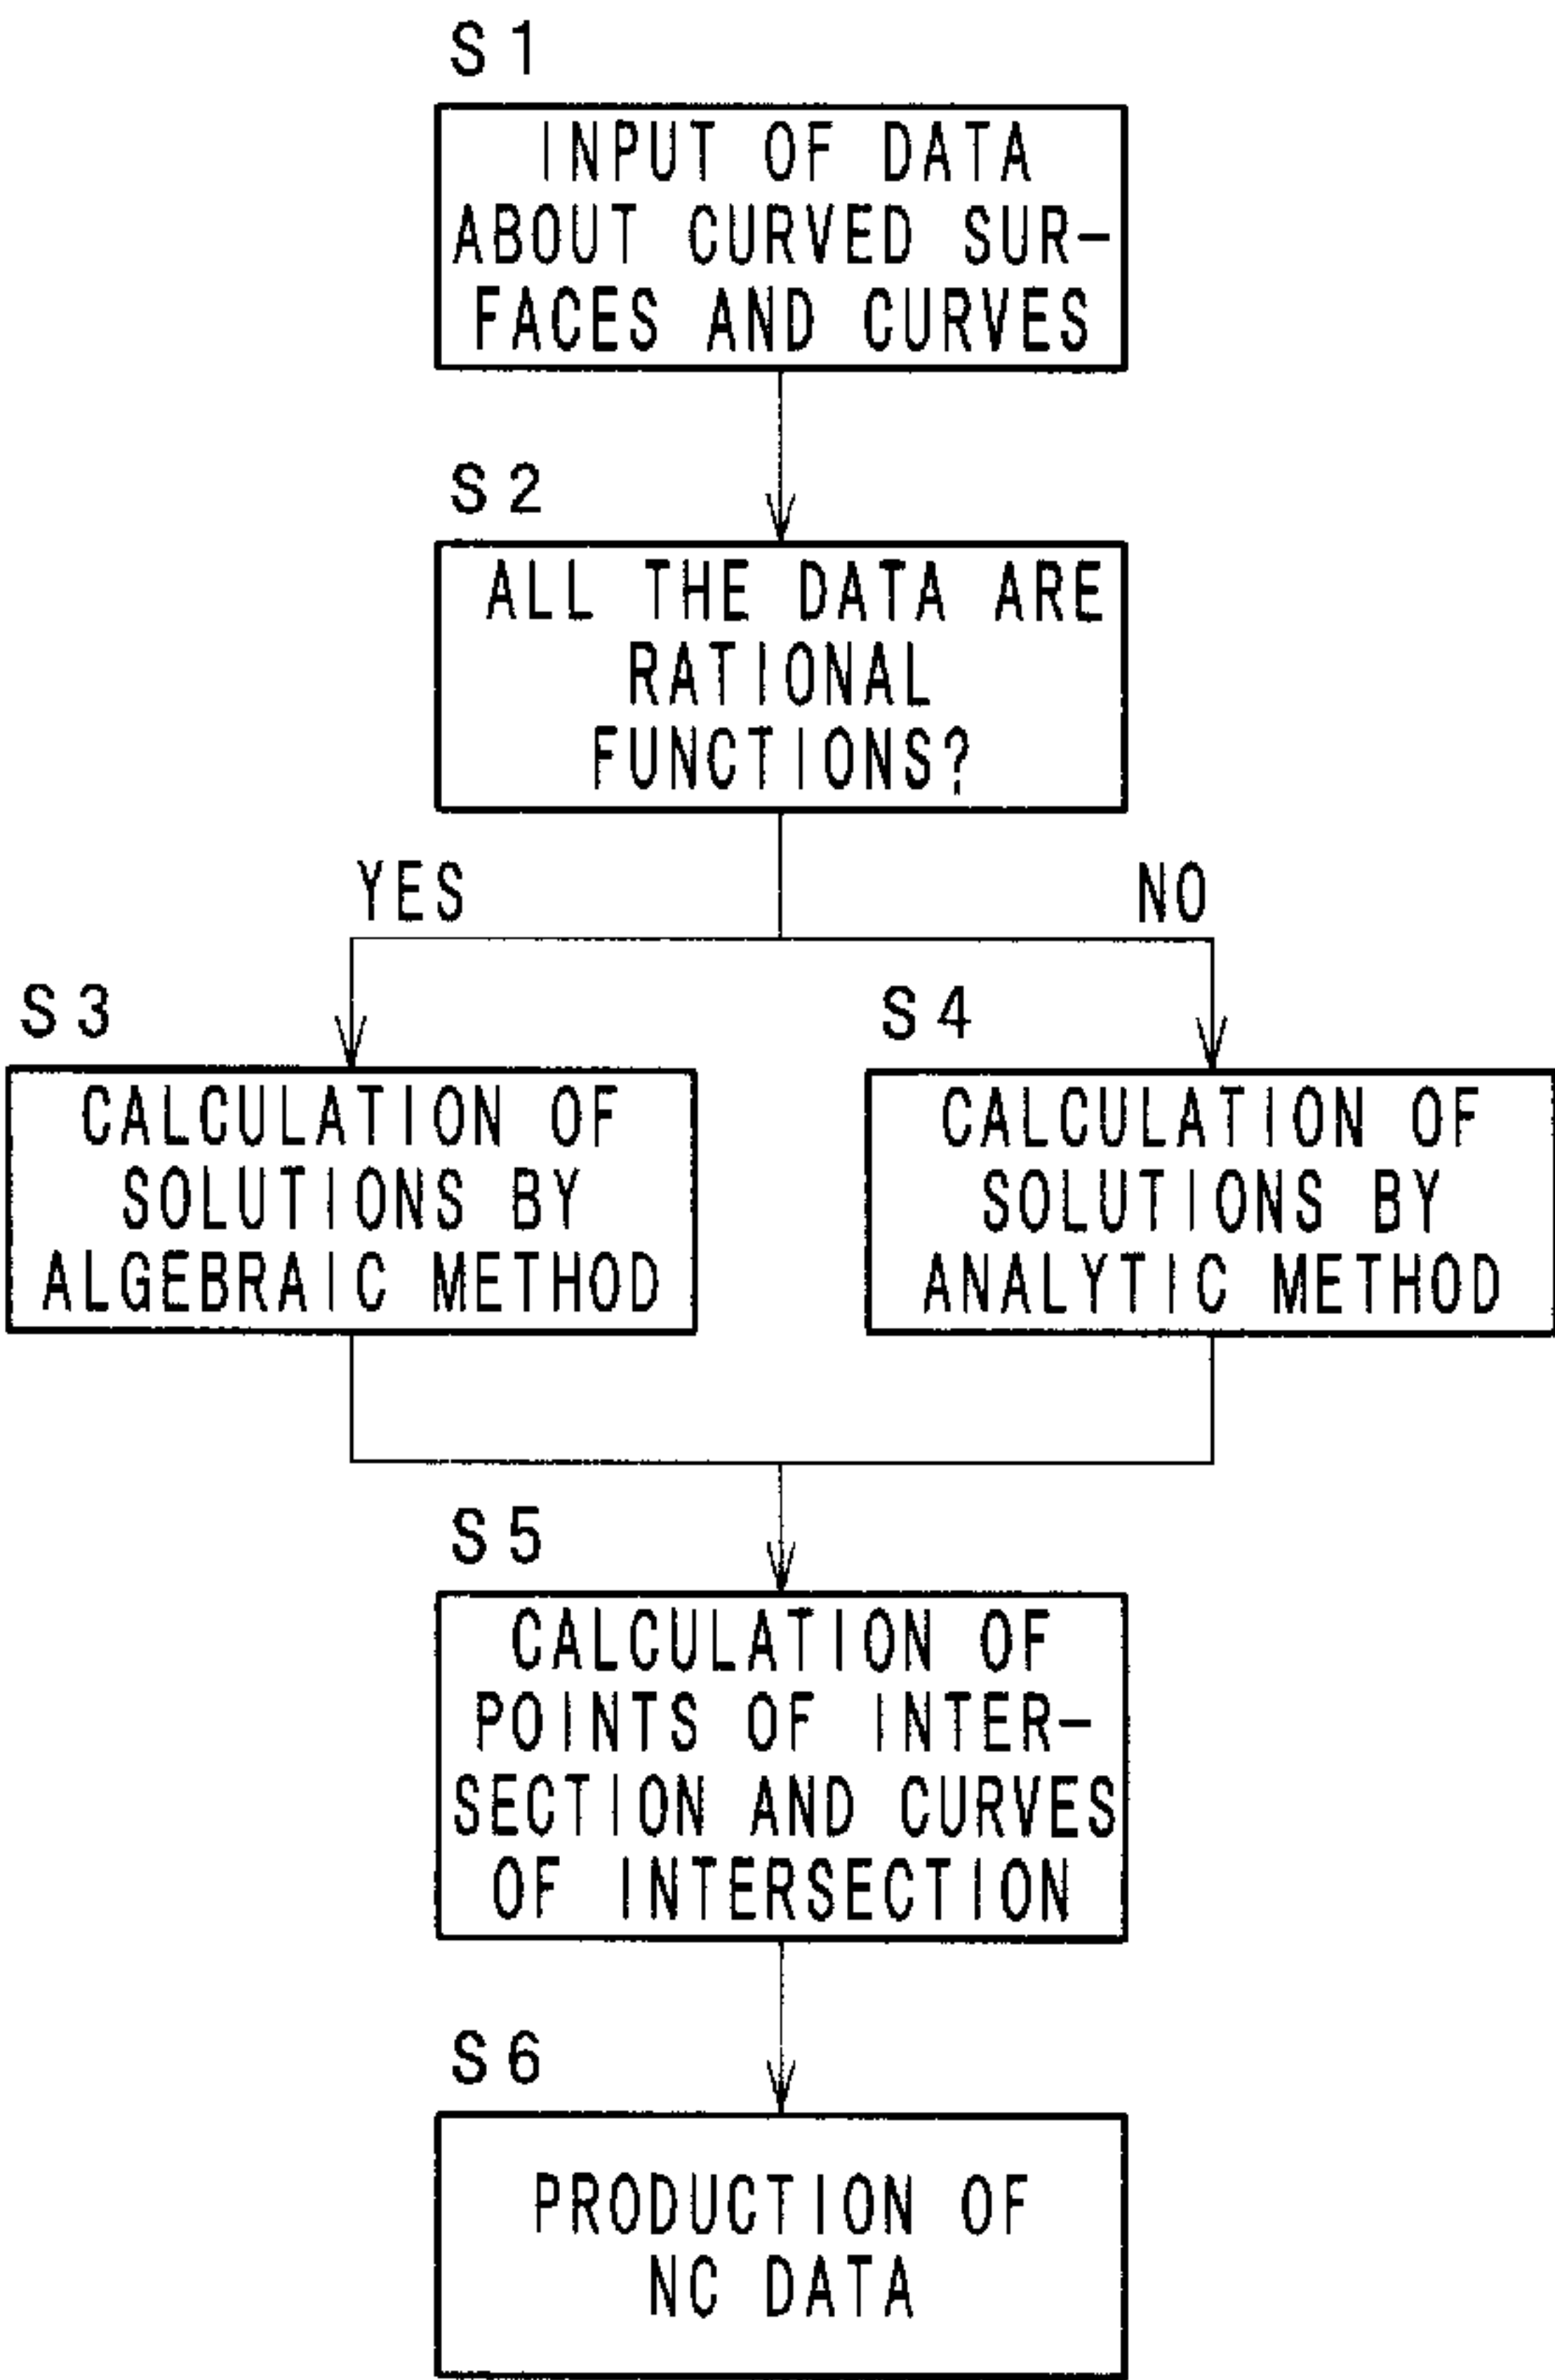 S1
INPUT OF DATA
ABOUT CURVED SUR-
FACES AND CURVES
S2
ALL THE DATA ARE
RATIONAL
FUNCTIONS?
YES
NO
S3
CALCULATION OF
SOLUTIONS BY
ALGEBRAIC METHOD
S4
CALCULATION OF
SOLUTIONS BY
ANALYTIC METHOD
S5
CALCULATION OF
POINTS OF INTER-
SECTION AND CURVES
OF INTERSECTION
S6
PRODUCTION OF
NC DATA